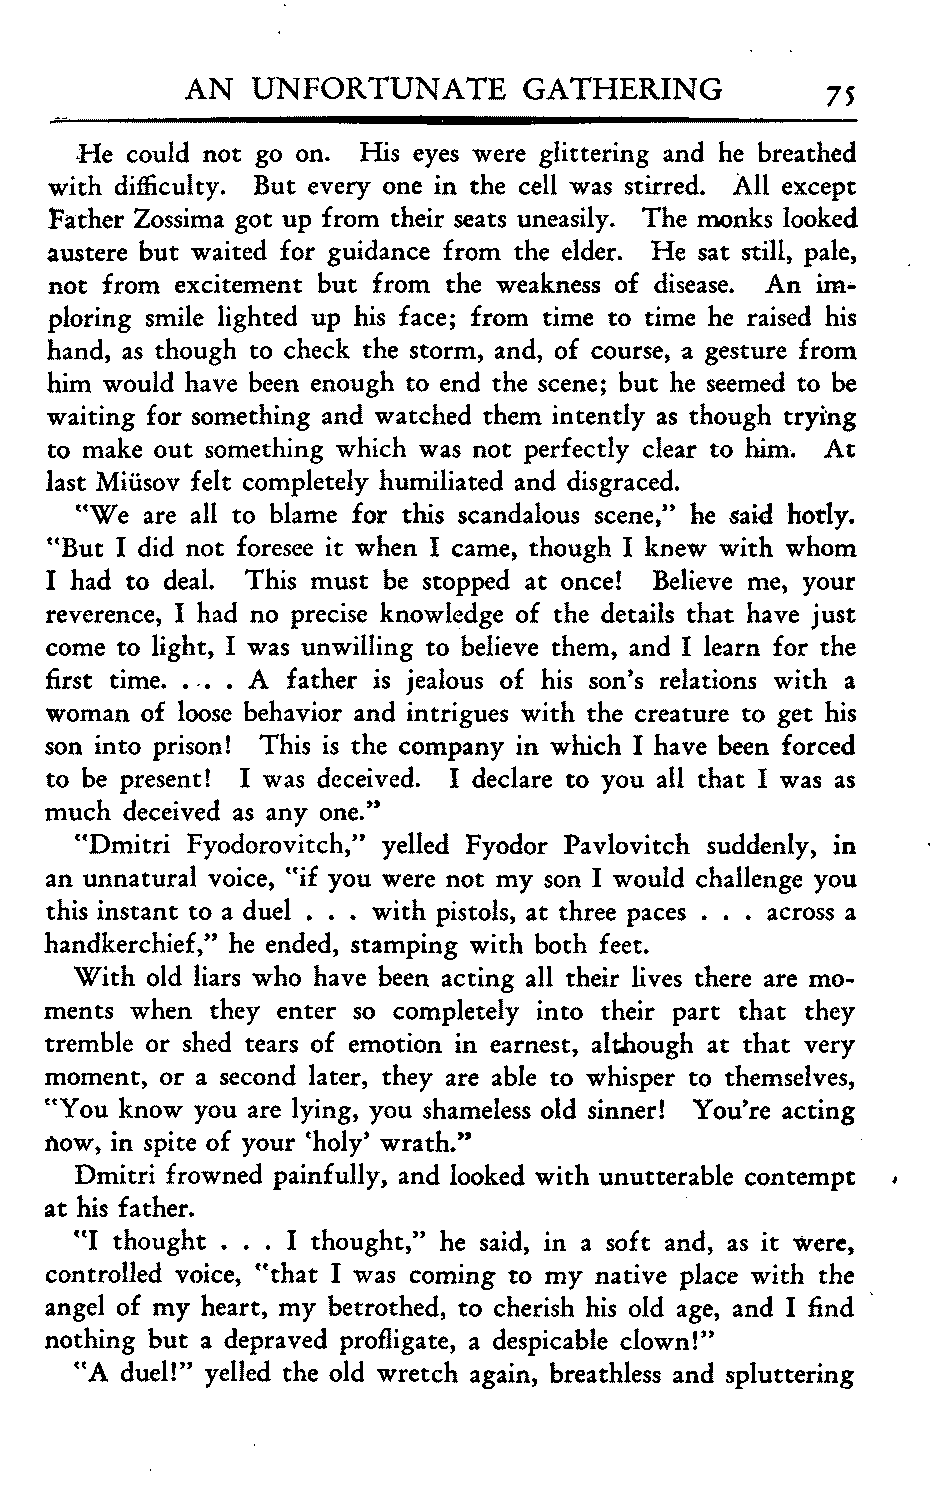 AN UNFORTUNATE GATHERING 75
He could not go on. His eyes were glittering and he breathed
with difficulty. But every one in the cell was stirred. All except
Father Zossima got up from their seats uneasily. The monks looked
austere but waited for guidance from the elder. He sat still, pale,
not from excitement but from the weakness of disease. An im-
ploring smile lighted up his face; from time to time he raised his
hand, as though to check the storm, and, of course, a gesture from
him would have been enough to end the scene; but he seemed to be
waiting for something and watched them intently as though trying
to make out something which was not perfectly clear to him. At
last Miüsov felt completely humiliated and disgraced.
"We are all to blame for this scandalous scene," he said hotly.
"But I did not foresee it when I came, though I knew with whom
I had to deal. This must be stopped at once! Believe me, your
reverence, I had no precise knowledge of the details that have just
come to light, I was unwilling to believe them, and I learn for the
first time. . . . A father is jealous of his son's relations with a
woman of loose behavior and intrigues with the creature to get his
son into prison! This is the company in which I have been forced
to be present! I was deceived. I declare to you all that I was as
much deceived as any one."
"Dmitri Fyodorovitch," yelled Fyodor Pavlovitch suddenly, in
an unnatural voice, "if you were not my son I would challenge you
this instant to a duel . . . with pistols, at three paces . . . across a
handkerchief," he ended, stamping with both feet.
With old liars who have been acting all their lives there are mo-
ments when they enter so completely into their part that they
tremble or shed tears of emotion in earnest, although at that very
moment, or a second later, they are able to whisper to themselves,
"You know you are lying, you shameless old sinner! You're acting
now, in spite of your 'holy' wrath."
Dmitri frowned painfully, and looked with unutterable contempt
at his father.
"I thought . . . I thought," he said, in a soft and, as it were,
controlled voice, "that I was coming to my native place with the
angel of my heart, my betrothed, to cherish his old age, and I find
nothing but a depraved profligate, a despicable clown!"
"A duel!" yelled the old wretch again, breathless and spluttering